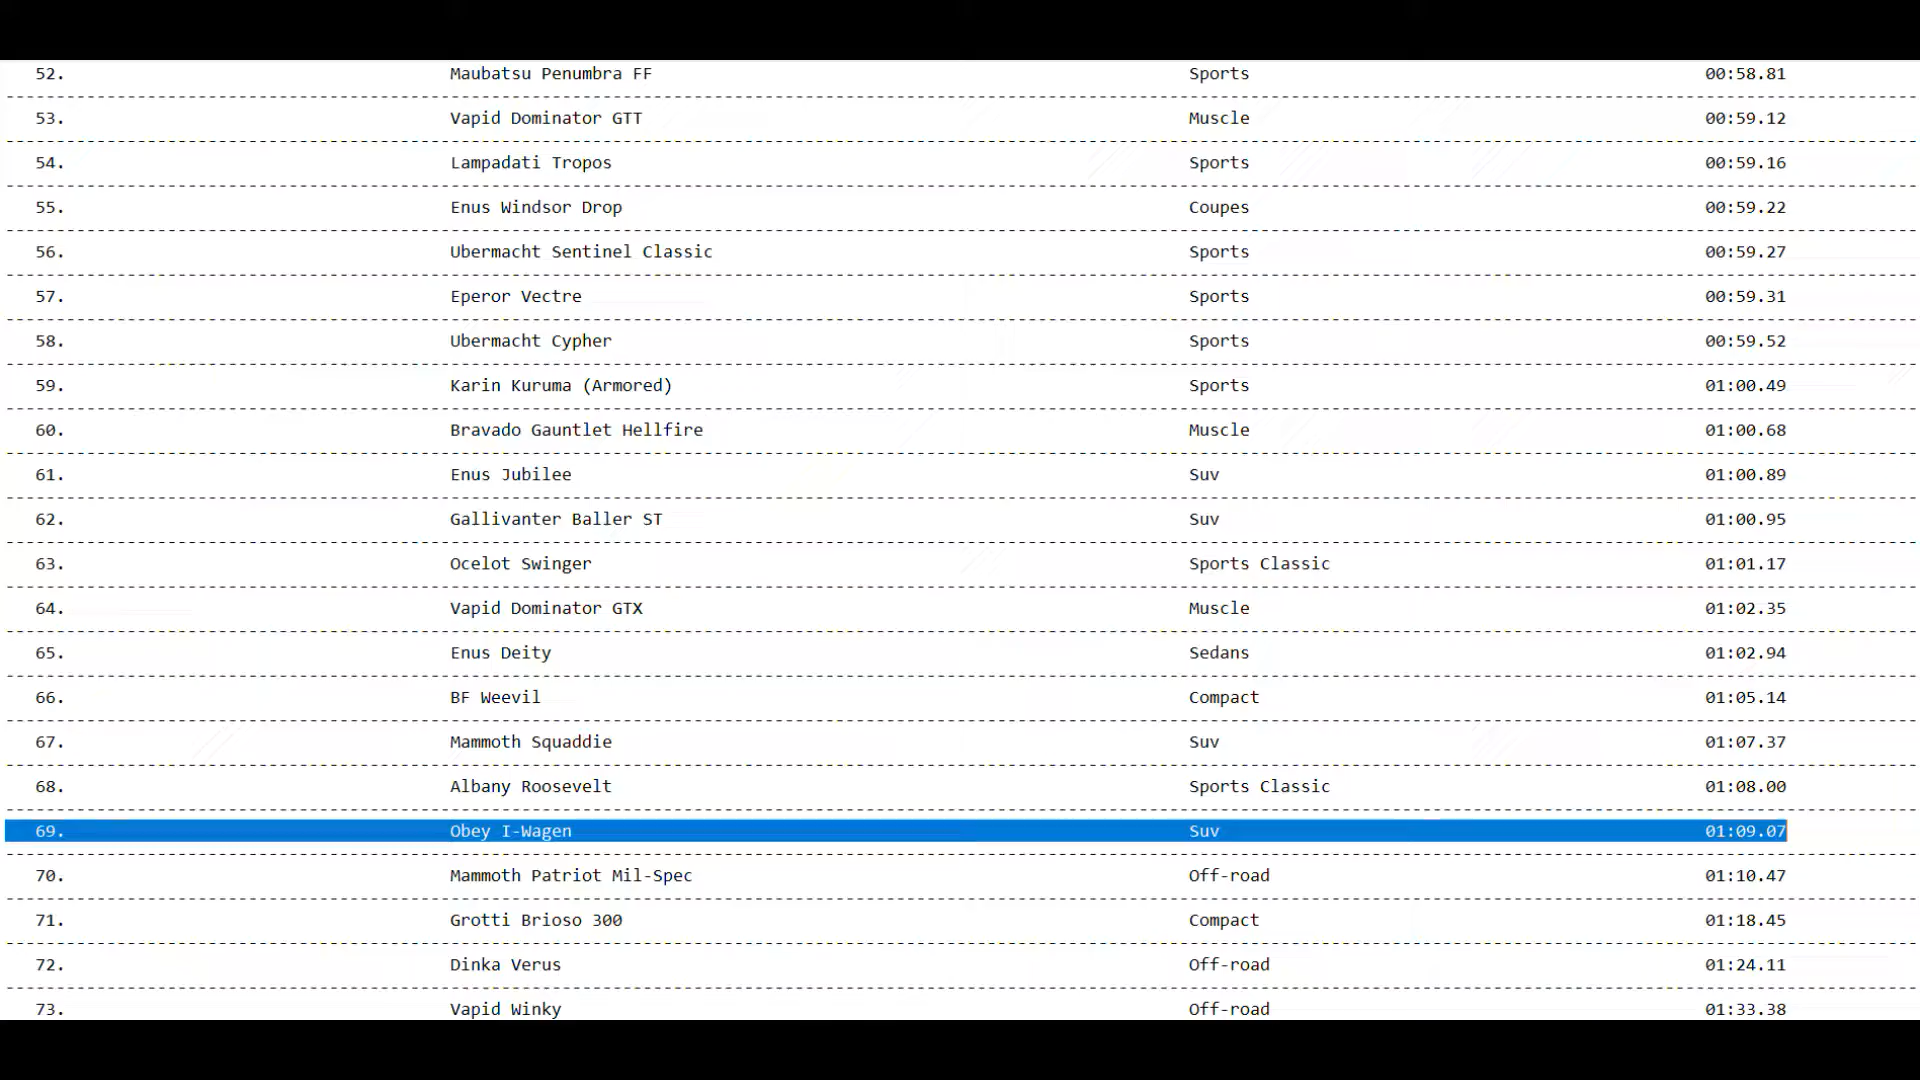 52. Maubatsu Penumbra FF Sports 00:58.81
53. Vapid Dominator GTT Muscle 00:59.12
54. Lampadati Tropos Sports 00:59.16
55. Enus Windsor Drop Coupes 00:59.22
56. Ubermacht Sentinel Classic Sports 00:59.27
57. Eperor Vectre Sports 00:59.31
58. Ubermacht Cypher Sports 00:59.52
59. Karin Kuruma (Armored) Sports 01:00.49
60. Bravado Gauntlet Hellfire Muscle 01:00.68
61. Enus Jubilee Suv 01:00.89
62. Gallivanter Baller ST Suv 01:00.95
63. Ocelot Swinger Sports Classic 01:01.17
64. Vapid Dominator GTX Muscle 01:02.35
65. Enus Deity Sedans 01:02.94
66. BF Weevil Compact 01:05.14
67. Mammoth Squaddie Suv 01:07.37
68. Albany Roosevelt Sports Classic 01:08.00
69. Obey I-Wagen Suv 01:09.07
70. Mammoth Patriot Mil-Spec Off-road 01:10.47
71. Grotti Brioso 300 Compact 01:18.45
72. Dinka Verus Off-road 01:24.11
73. Vapid Winky Off-road 01:33.38